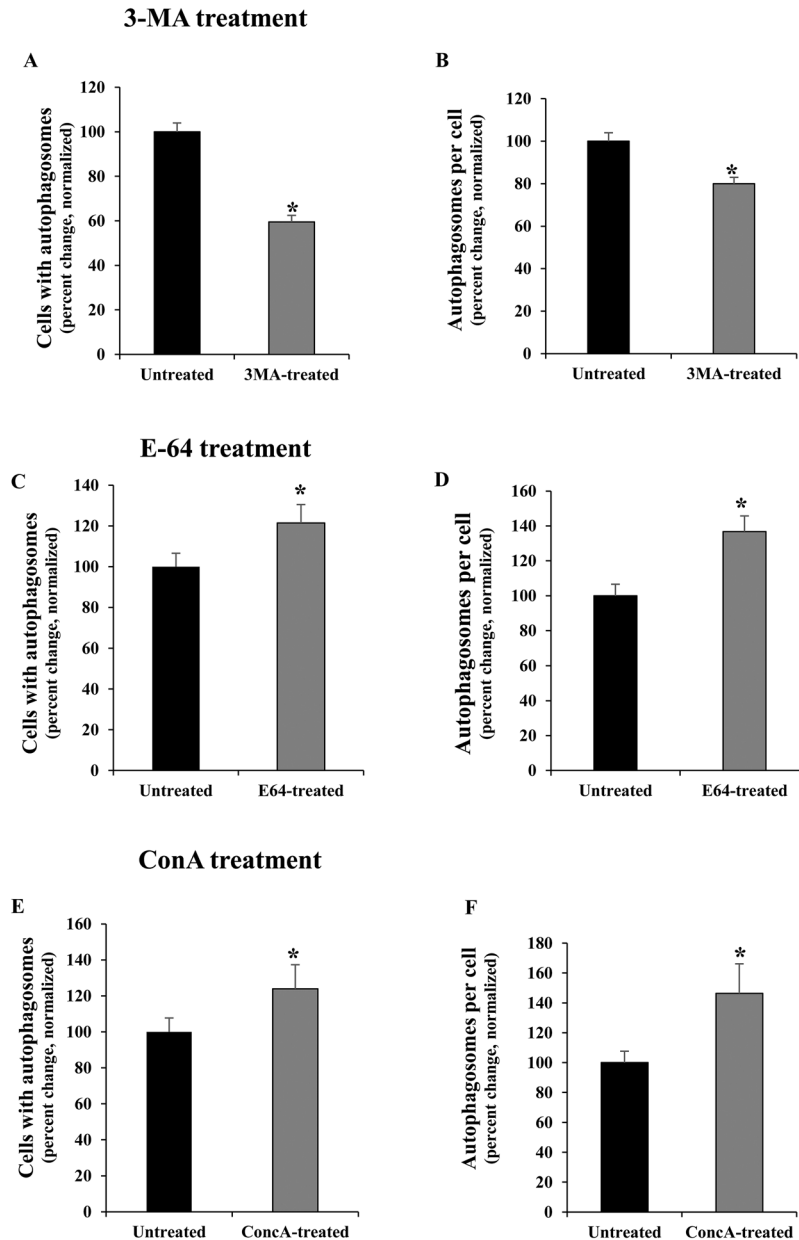 3-MA treatment
A
Cells with autophagosomes
(percent change, normalized)
120
100
80
60
40
20
0
*
Untreated
3MA-treated
B
Autophagosomes per cell
(percent change, normalized)
120
100
80
60
40
20
0
*
Untreated
3MA-treated
E-64 treatment
C
Cells with autophagosomes
(percent change, normalized)
140
120
100
80
60
40
20
0
*
Untreated
E64-treated
D
Autophagosomes per cell
(percent change, normalized)
160
140
120
100
80
60
40
20
0
*
Untreated
E64-treated
ConA treatment
E
Cells with autophagosomes
(percent change, normalized)
160
140
120
100
80
60
40
20
0
*
Untreated
ConcA-treated
F
Autophagosomes per cell
(percent change, normalized)
180
160
140
120
100
80
60
40
20
0
*
Untreated
ConcA-treated